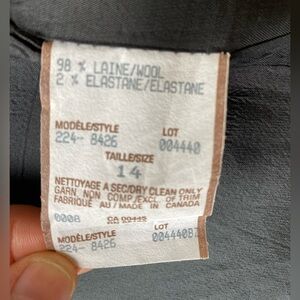 98 % LAINE/WOOL
2 % ELASTANE/ELASTANE
MODÈLE/STYLE LOT
224- 8426 004440
TAILLE/SIZE
14
NETTOYAGE A SEC/DRY CLEAN ONLY
GARN. NON COMP./EXCL. OF TRIM
FABRIQUÉ AU / MADE IN CANADA
0008 CA 00445
MODÈLE/STYLE LOT
224- 8426 004440